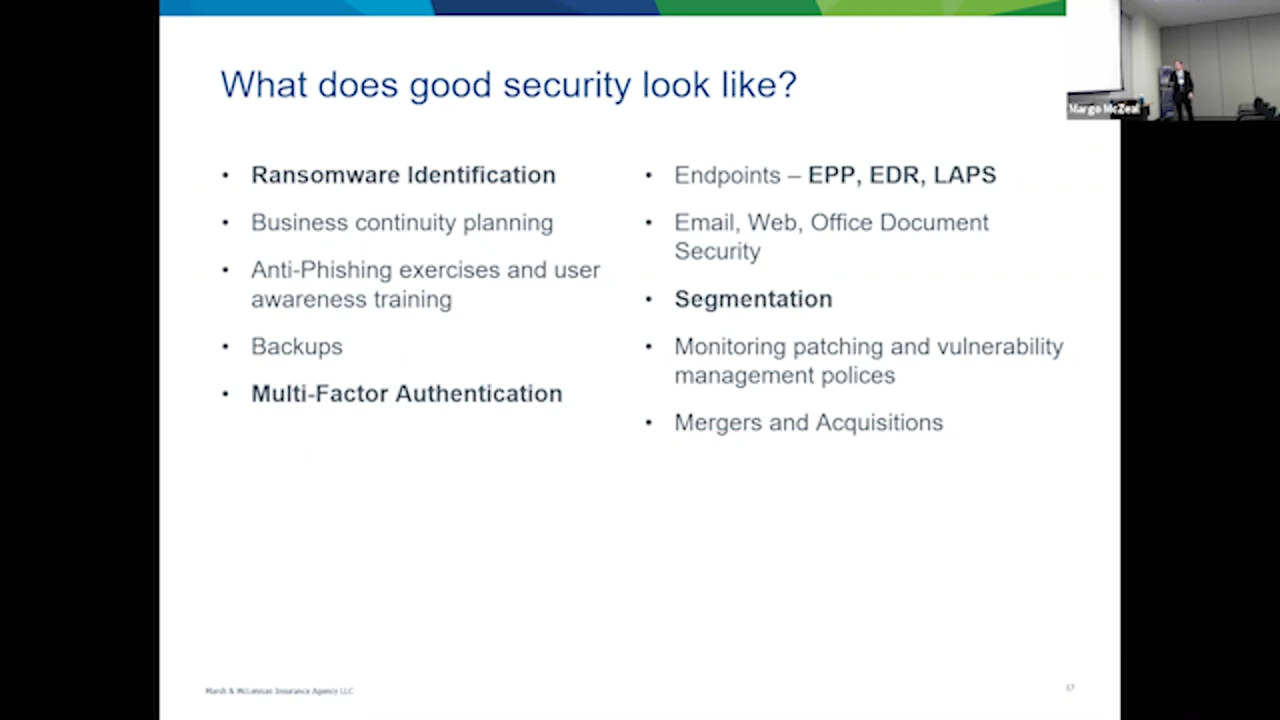 What does good security look like?
Margo McZeal
Ransomware Identification
Business continuity planning
Anti-Phishing exercises and user
awareness training
Backups
Multi-Factor Authentication
Endpoints – EPP, EDR, LAPS
Email, Web, Office Document
Security
Segmentation
Monitoring patching and vulnerability
management polices
Mergers and Acquisitions
Marsh & McLennan Insurance Agency LLC
57